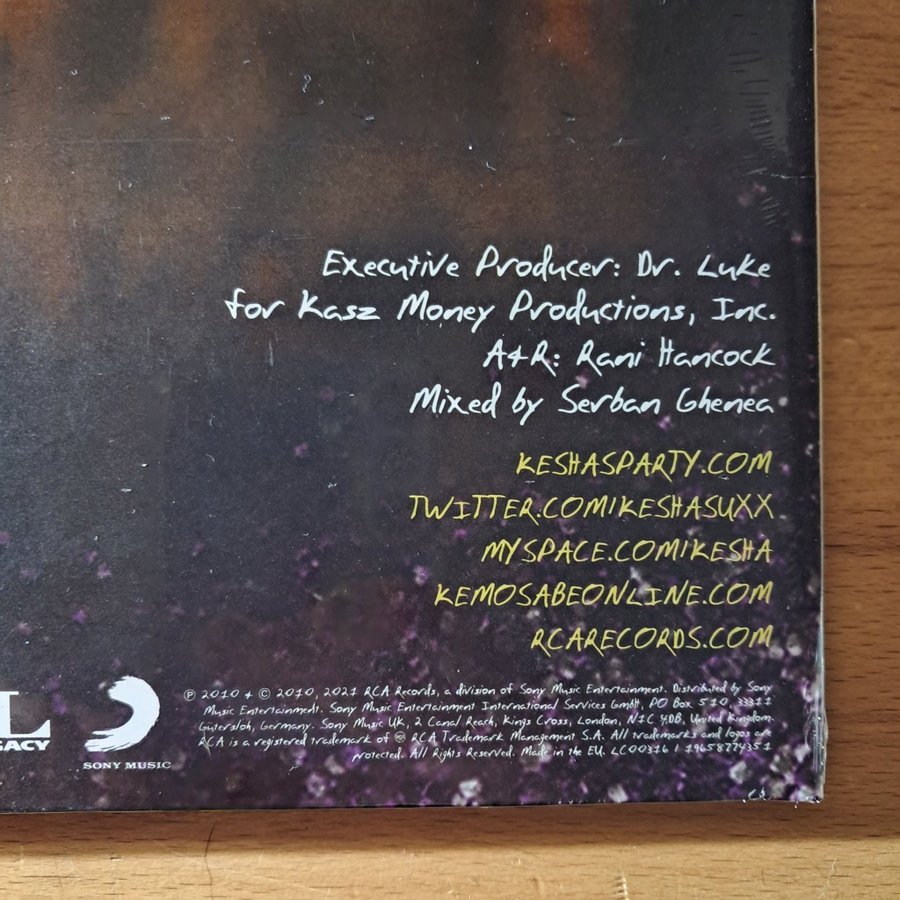 Executive Producer: Dr. Luke
for Kasz Money Productions, Inc.
A&R: Rani Hancock
Mixed by Serban Ghenea
KESHASPARTY.COM
TWITTER.COM/KESHASUXX
MYSPACE.COM/KESHA
KEMOSABEONLINE.COM
RCARECORDS.COM
℗ 2010 & © 2010, 2021 RCA Records, a division of Sony Music Entertainment. Distributed by Sony
Music Entertainment. Sony Music Entertainment International Services GmbH, PO Box 510, 33311
Gütersloh, Germany. Sony Music UK, 2 Canal Reach, Kings Cross, London, N1C 4DB, United Kingdom.
RCA is a registered trademark of ® RCA Trademark Management S.A. All trademarks and logos are
protected. All Rights Reserved. Made in the EU. LC00316 | 19658774351
L
GACY
SONY MUSIC